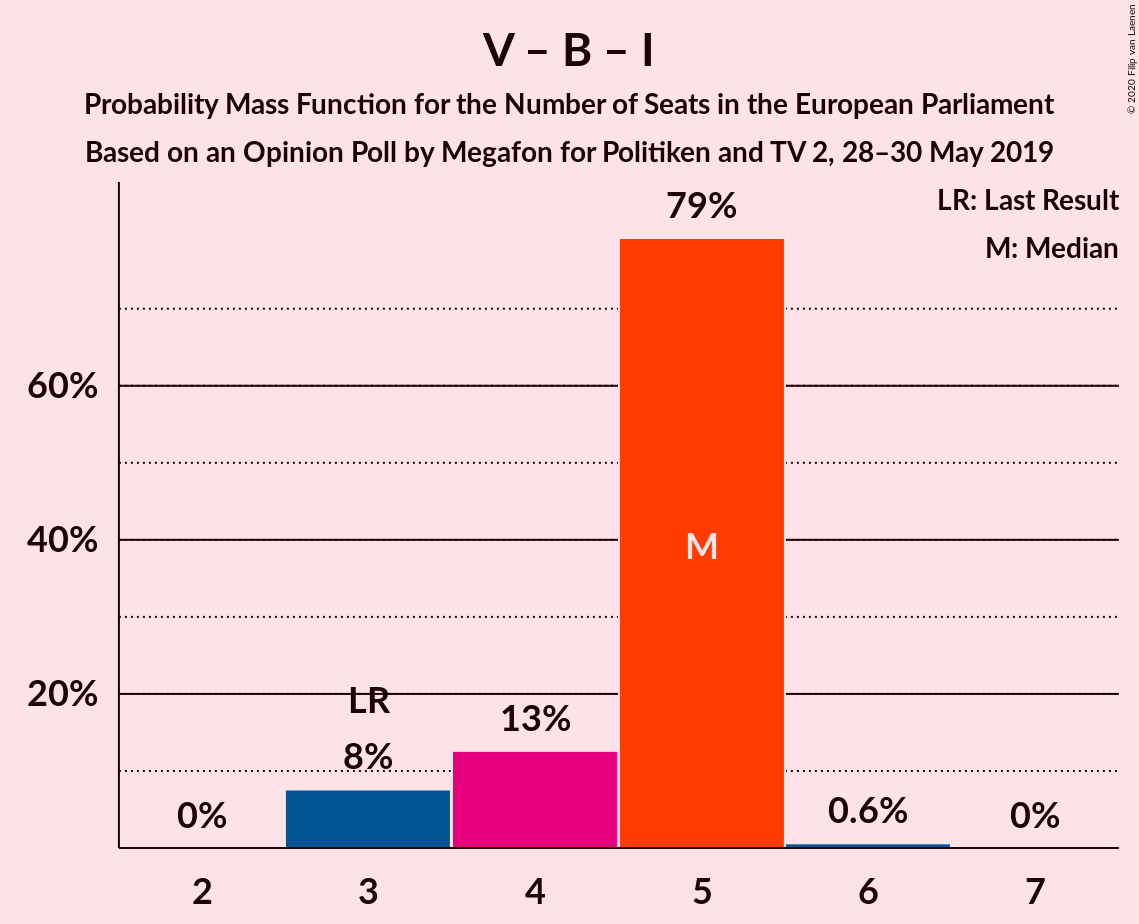 V – B – I
Probability Mass Function for the Number of Seats in the European Parliament
Based on an Opinion Poll by Megafon for Politiken and TV 2, 28–30 May 2019
© 2020 Filip van Laenen
LR: Last Result
M: Median
60%
40%
20%
0%
LR
8%
13%
79%
M
0.6%
0%
2 3 4 5 6 7